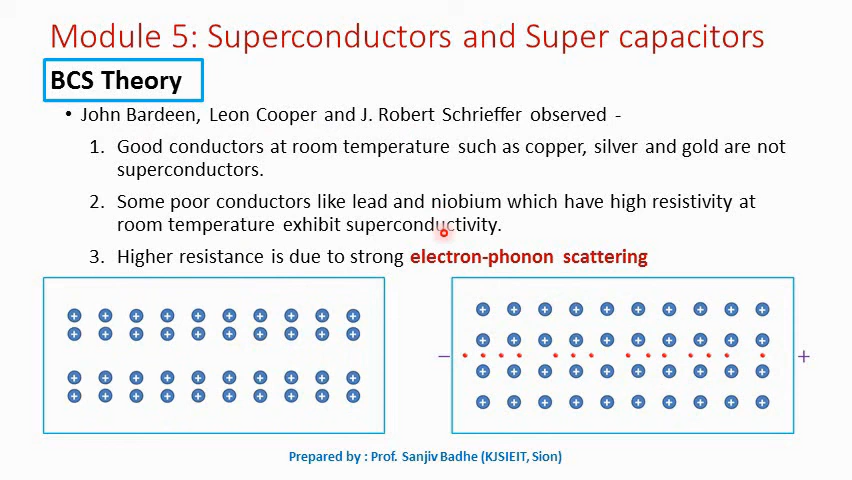 Module 5: Superconductors and Super capacitors
BCS Theory
• John Bardeen, Leon Cooper and J. Robert Schrieffer observed -
1. Good conductors at room temperature such as copper, silver and gold are not
superconductors.
2. Some poor conductors like lead and niobium which have high resistivity at
room temperature exhibit superconductivity.
3. Higher resistance is due to strong electron-phonon scattering
+ + + + + + + + + +
+ + + + + + + + + +
+ + + + + + + + + +
+ + + + + + + + + +
+ + + + + + + + + +
+ + + + + + + + + +
− +
+ + + + + + + + + +
+ + + + + + + + + +
Prepared by : Prof. Sanjiv Badhe (KJSIEIT, Sion)